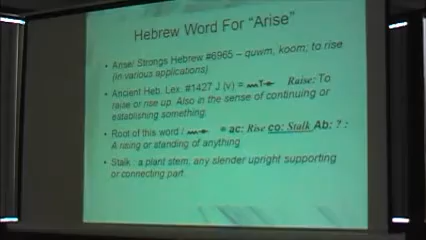 Hebrew Word For "Arise"
• Arise/ Strongs Hebrew #6965 – quwm, koom; to rise
(in various applications)
• Ancient Heb. Lex. #1427 J (v) = Raise: To
raise or rise up. Also in the sense of continuing or
establishing something.
• Root of this word / = ac: Rise co: Stalk Ab: ? :
A rising or standing of anything
• Stalk : a plant stem; any slender upright supporting
or connecting part.